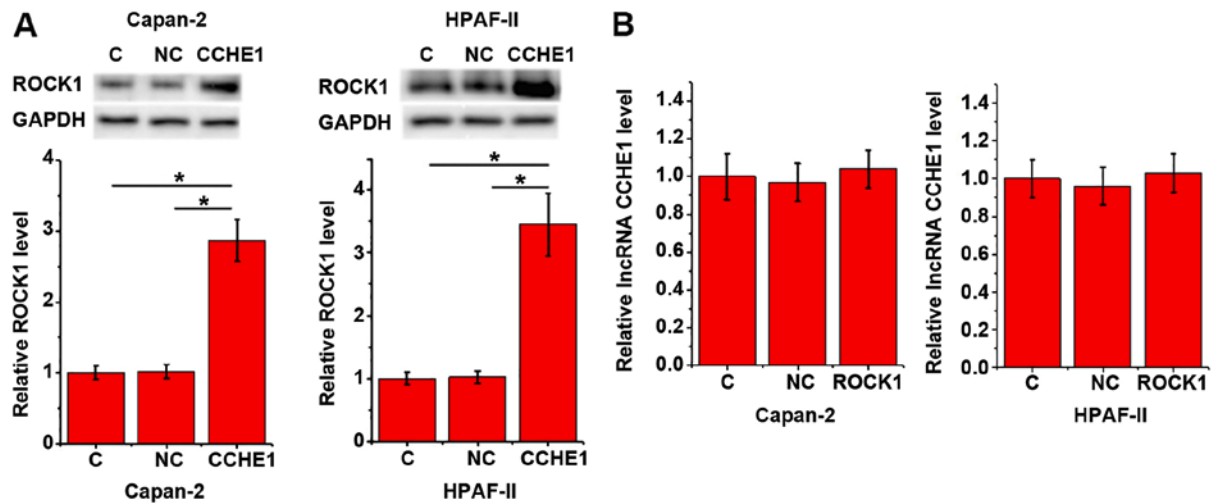 A
Capan-2
C NC CCHE1
ROCK1
GAPDH
Relative ROCK1 level
4
3
2
1
0
*
*
C NC CCHE1
Capan-2
HPAF-II
C NC CCHE1
ROCK1
GAPDH
4
3
2
1
0
Relative ROCK1 level
*
*
C NC CCHE1
HPAF-II
B
Relative lncRNA CCHE1 level
1.4
1.2
1.0
0.8
0.6
0.4
0.2
0.0
C NC ROCK1
Capan-2
Relative lncRNA CCHE1 level
1.4
1.2
1.0
0.8
0.6
0.4
0.2
0.0
C NC ROCK1
HPAF-II